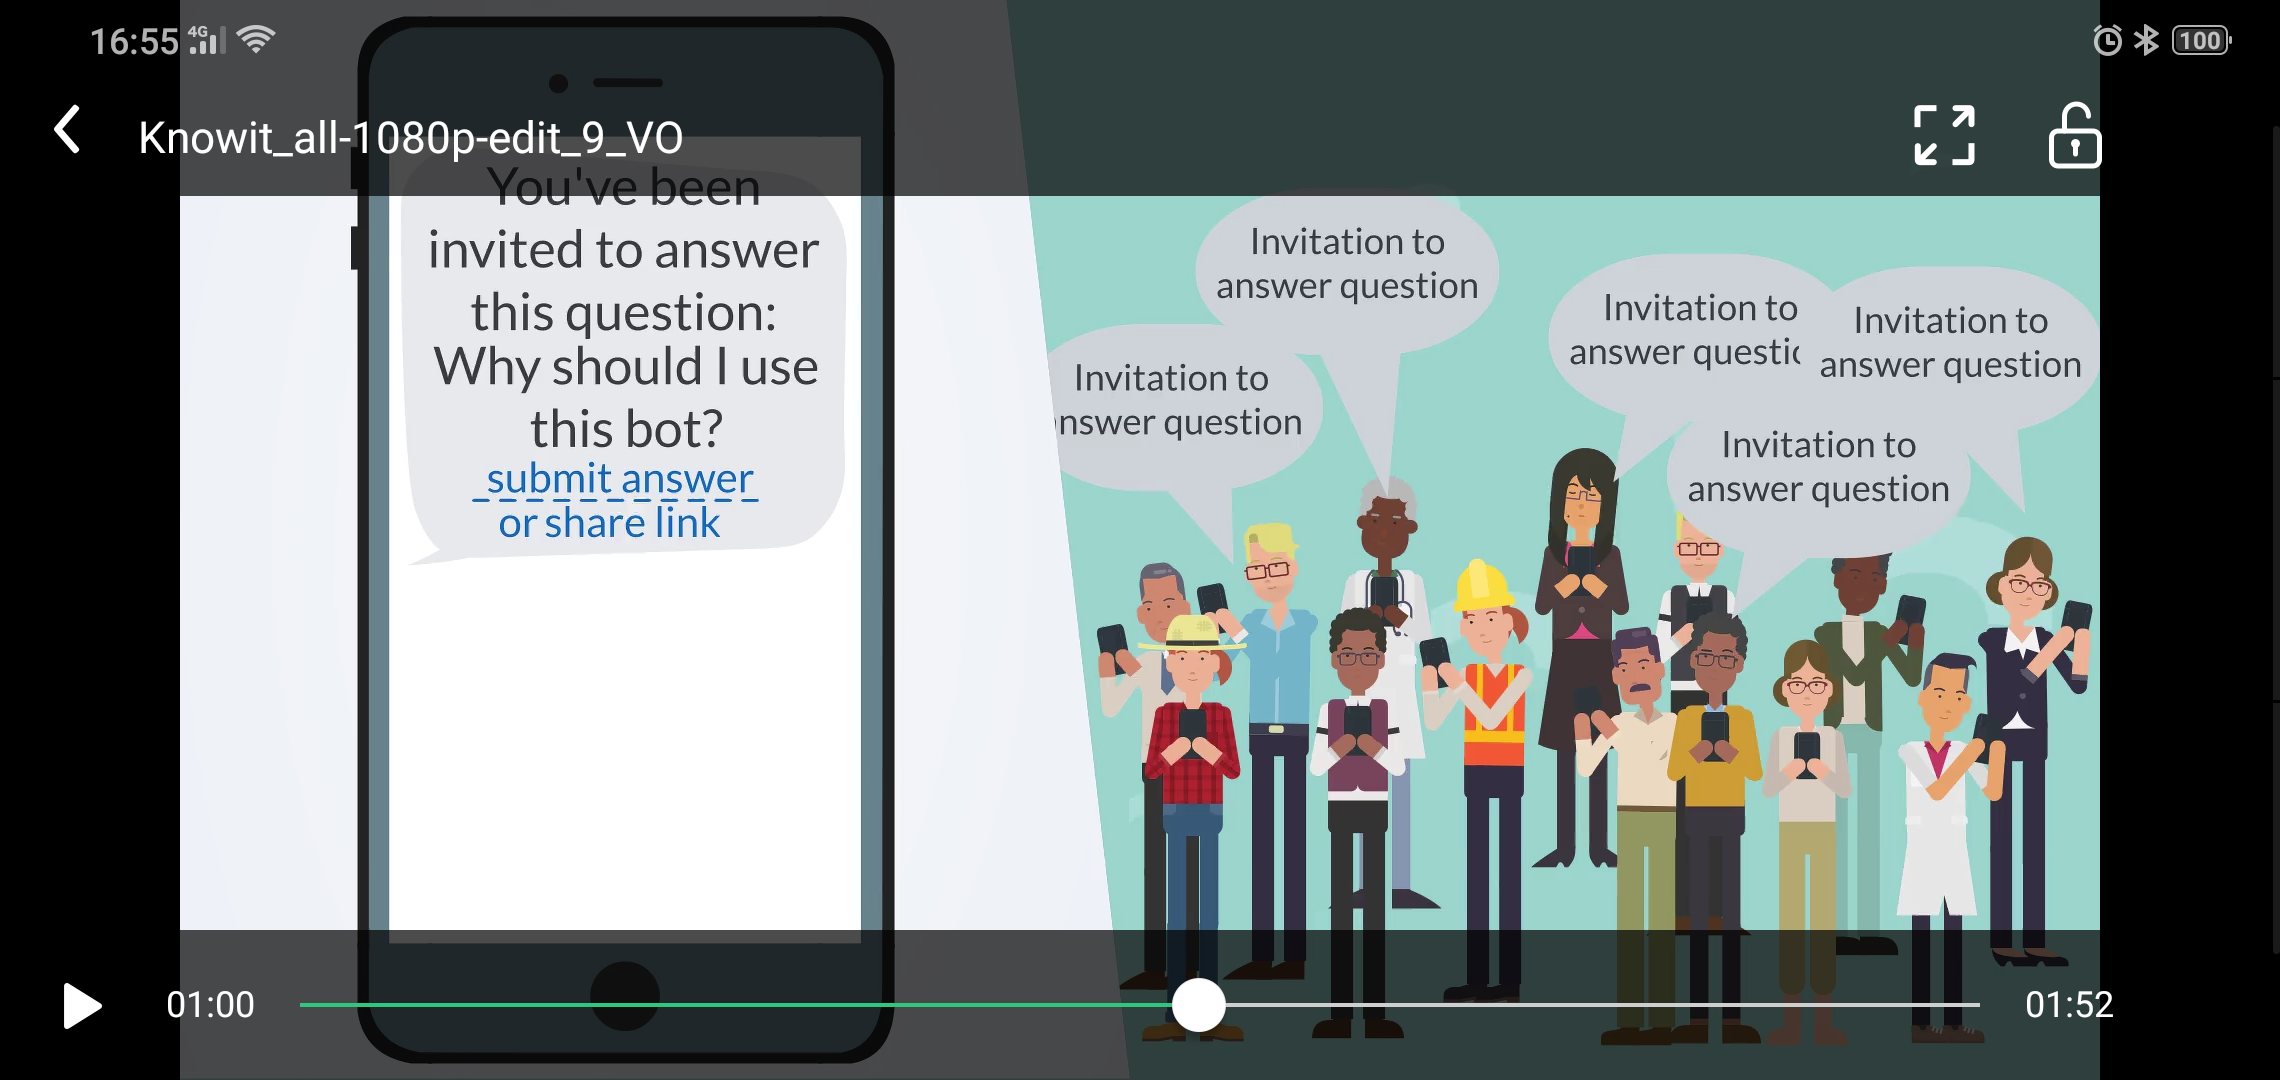 16:55 4G
100
Knowit_all-1080p-edit_9_VO
You've been
invited to answer
this question:
Why should I use
this bot?
submit answer
or share link
Invitation to
answer question
Invitation to
nswer question
Invitation to
answer questic
Invitation to
answer question
Invitation to
answer question
01:00
01:52